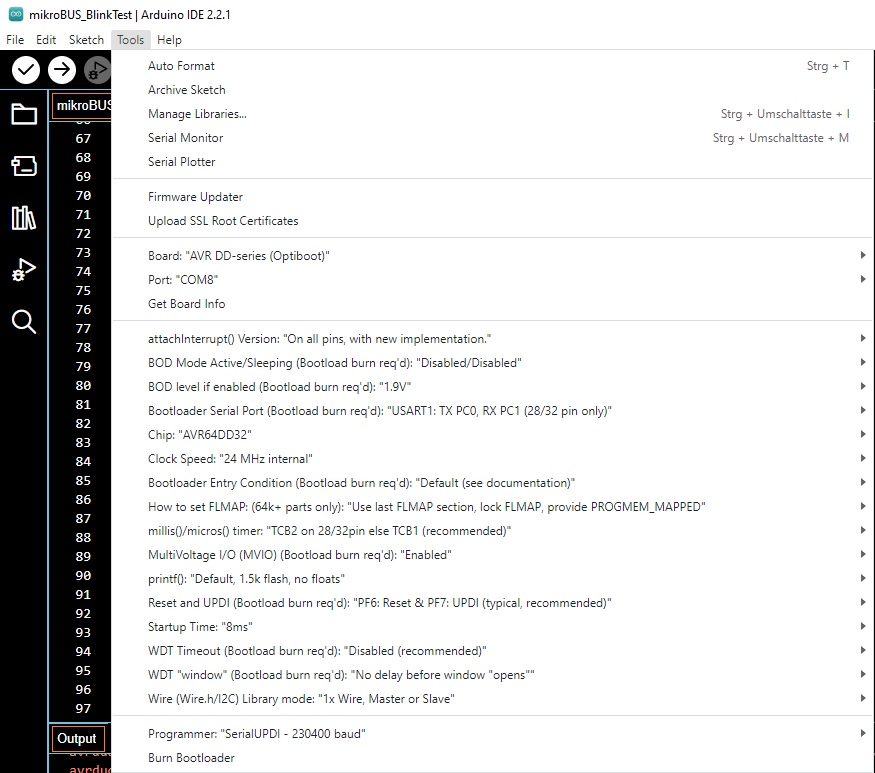 mikroBUS_BlinkTest | Arduino IDE 2.2.1
File Edit Sketch Tools Help
Auto Format Strg + T
Archive Sketch
Manage Libraries... Strg + Umschalttaste + I
Serial Monitor Strg + Umschalttaste + M
Serial Plotter
Firmware Updater
Upload SSL Root Certificates
Board: "AVR DD-series (Optiboot)"
Port: "COM8"
Get Board Info
attachInterrupt() Version: "On all pins, with new implementation."
BOD Mode Active/Sleeping (Bootload burn req'd): "Disabled/Disabled"
BOD level if enabled (Bootload burn req'd): "1.9V"
Bootloader Serial Port (Bootload burn req'd): "USART1: TX PC0, RX PC1 (28/32 pin only)"
Chip: "AVR64DD32"
Clock Speed: "24 MHz internal"
Bootloader Entry Condition (Bootload burn req'd): "Default (see documentation)"
How to set FLMAP: (64k+ parts only): "Use last FLMAP section, lock FLMAP, provide PROGMEM_MAPPED"
millis()/micros() timer: "TCB2 on 28/32pin else TCB1 (recommended)"
MultiVoltage I/O (MVIO) (Bootload burn req'd): "Enabled"
printf(): "Default, 1.5k flash, no floats"
Reset and UPDI (Bootload burn req'd): "PF6: Reset & PF7: UPDI (typical, recommended)"
Startup Time: "8ms"
WDT Timeout (Bootload burn req'd): "Disabled (recommended)"
WDT "window" (Bootload burn req'd): "No delay before window "opens""
Wire (Wire.h/I2C) Library mode: "1x Wire, Master or Slave"
Programmer: "SerialUPDI - 230400 baud"
Burn Bootloader
mikroBUS
67
68
69
70
71
72
73
74
75
76
77
78
79
80
81
82
83
84
85
86
87
88
89
90
91
92
93
94
95
96
97
Output